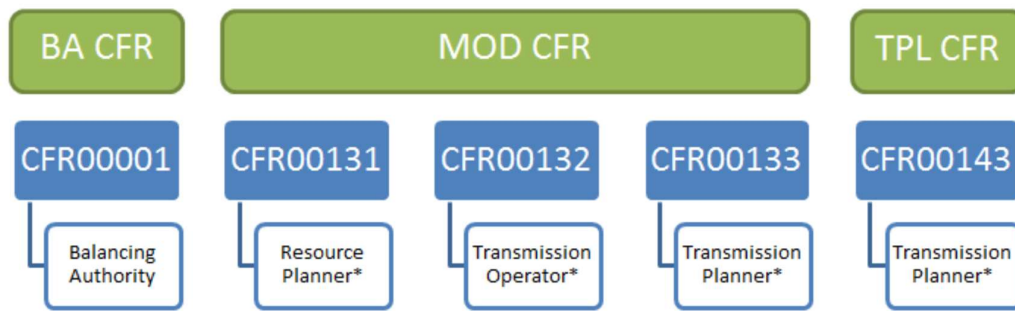 BA CFR
MOD CFR
TPL CFR
CFR00001
CFR00131
CFR00132
CFR00133
CFR00143
Balancing
Authority
Resource
Planner*
Transmission
Operator*
Transmission
Planner*
Transmission
Planner*